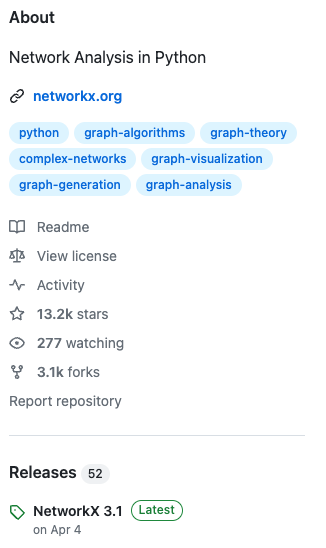 About
Network Analysis in Python
networkx.org
python graph-algorithms graph-theory
complex-networks graph-visualization
graph-generation graph-analysis
Readme
View license
Activity
13.2k stars
277 watching
3.1k forks
Report repository
Releases 52
NetworkX 3.1 Latest
on Apr 4